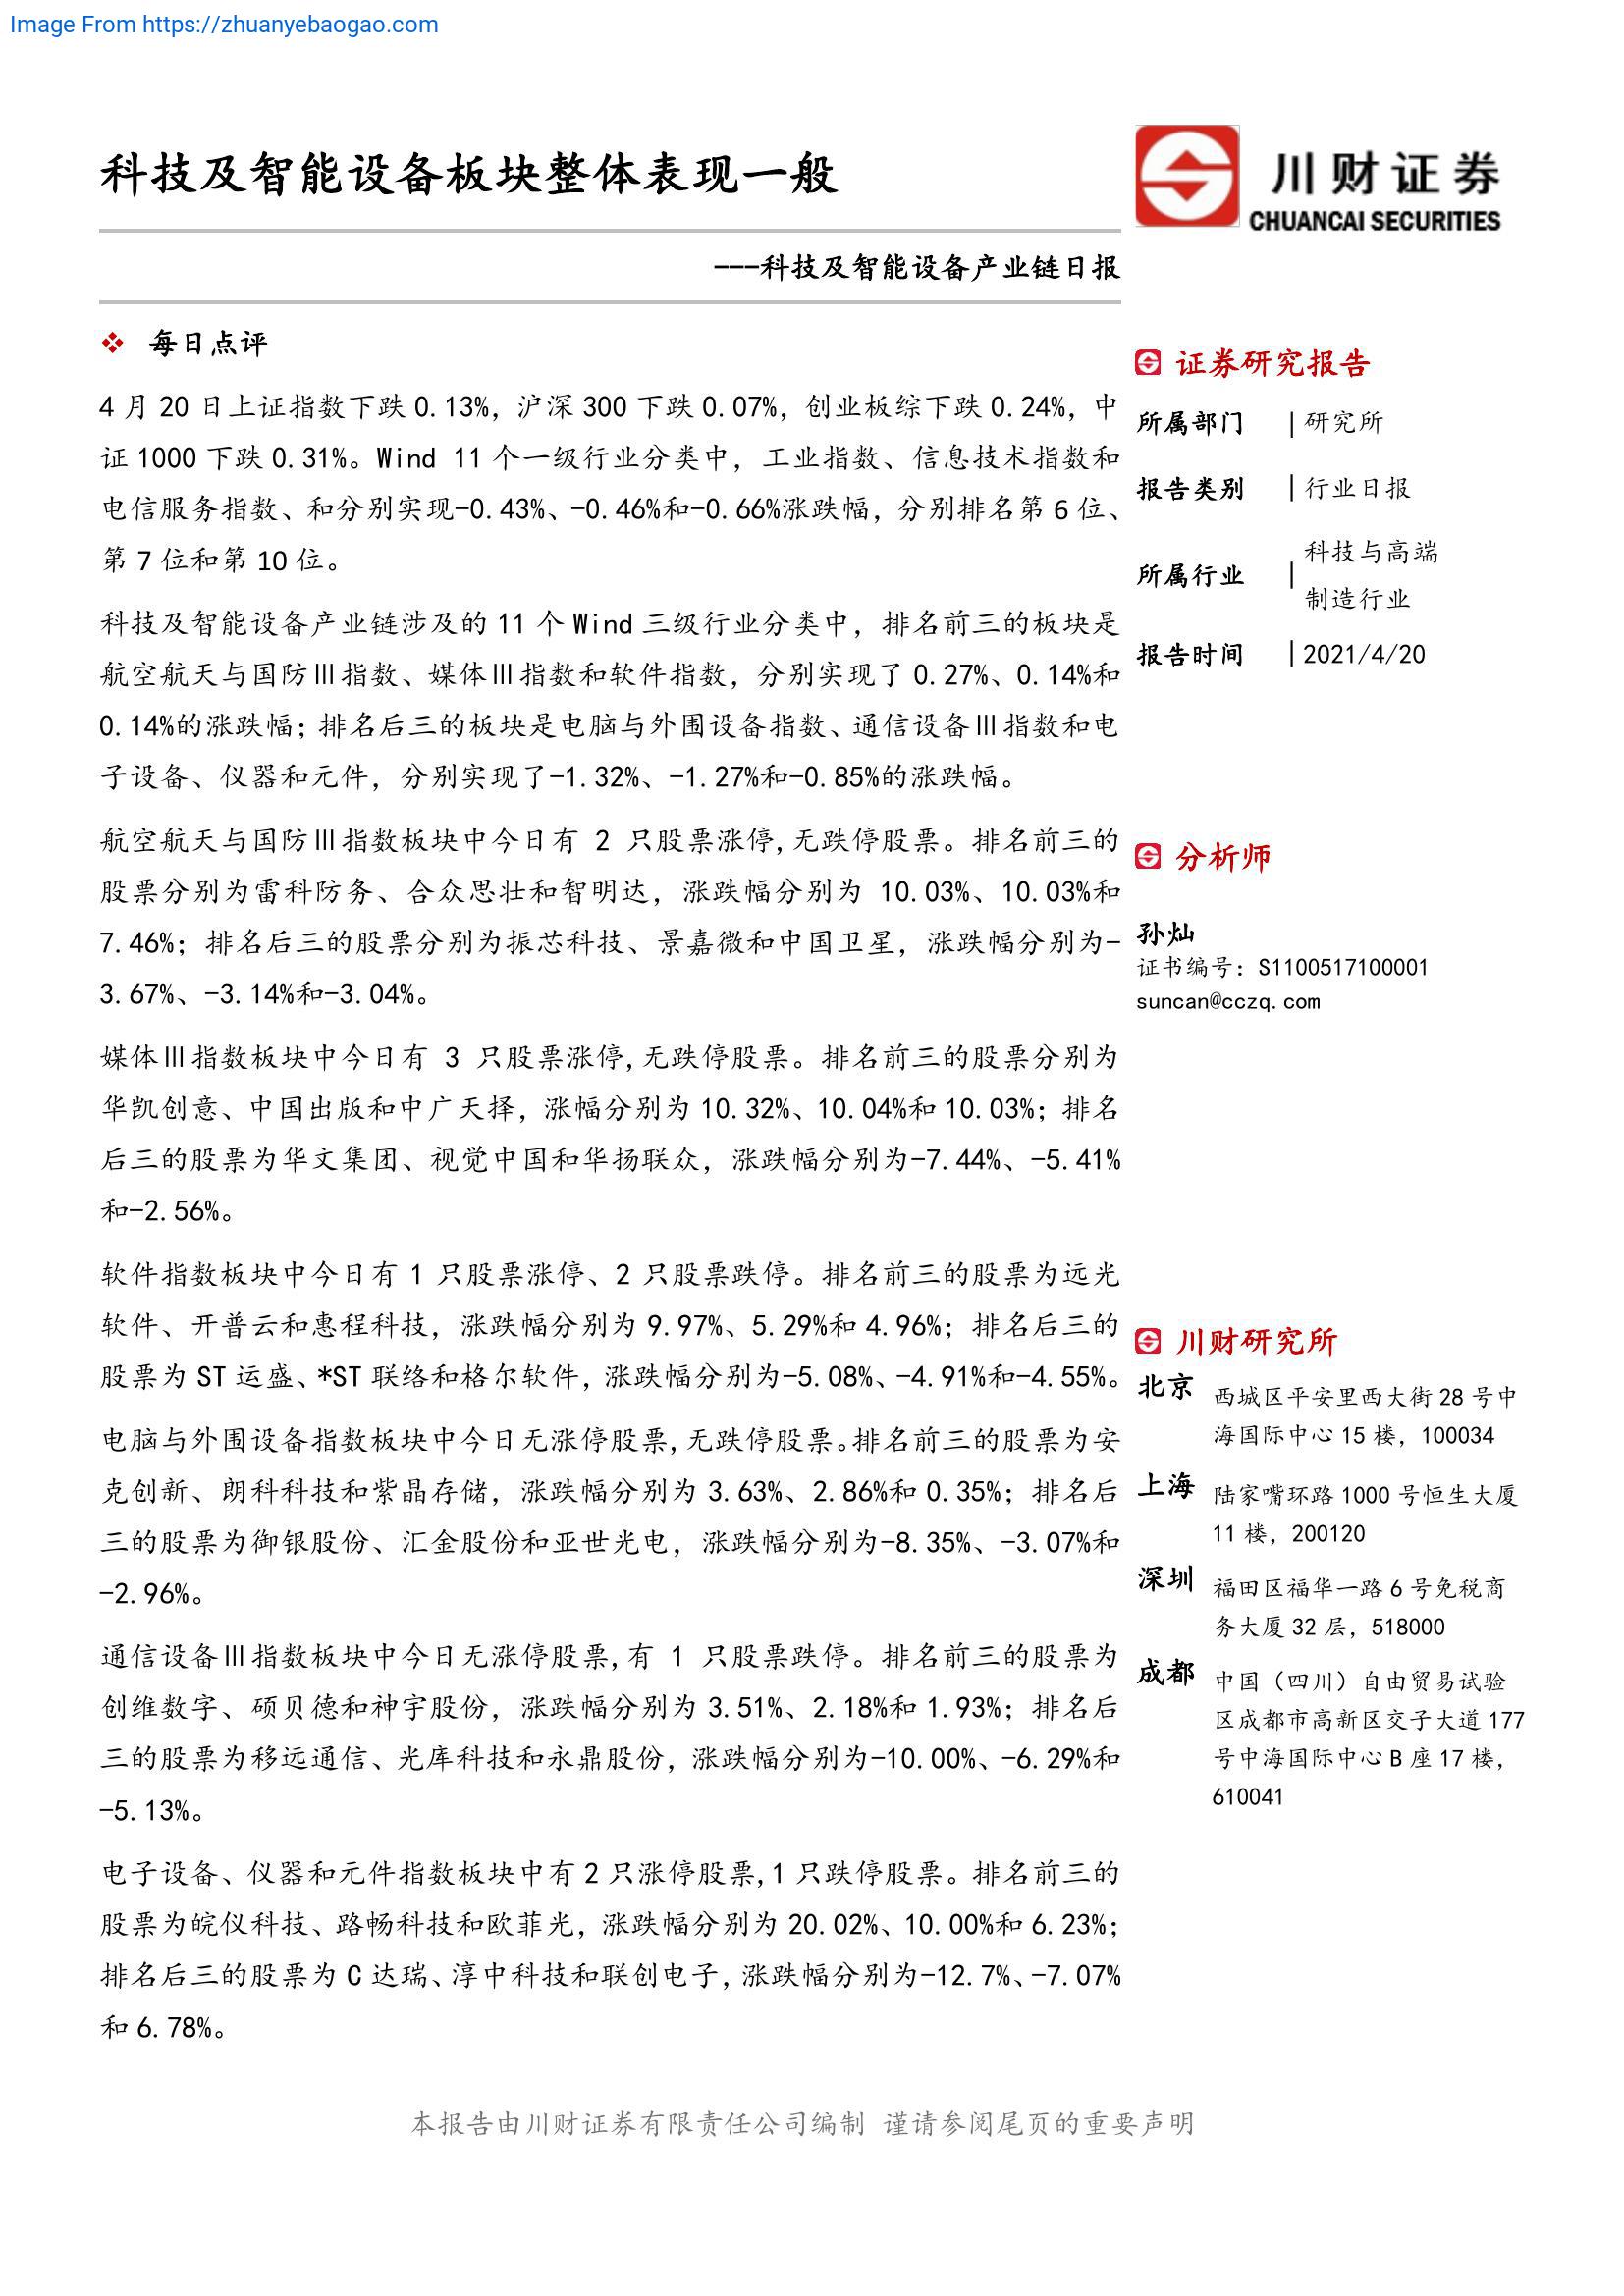 Image From https://zhuanyebaogao.com
科技及智能设备板块整体表现一般
---科技及智能设备产业链日报
❖ 每日点评
4 月 20 日上证指数下跌 0.13%，沪深 300 下跌 0.07%，创业板综下跌 0.24%，中
证 1000 下跌 0.31%。Wind 11 个一级行业分类中，工业指数、信息技术指数和
电信服务指数、和分别实现-0.43%、-0.46%和-0.66%涨跌幅，分别排名第 6 位、
第 7 位和第 10 位。
科技及智能设备产业链涉及的 11 个 Wind 三级行业分类中，排名前三的板块是
航空航天与国防Ⅲ指数、媒体Ⅲ指数和软件指数，分别实现了 0.27%、0.14%和
0.14%的涨跌幅；排名后三的板块是电脑与外围设备指数、通信设备Ⅲ指数和电
子设备、仪器和元件，分别实现了-1.32%、-1.27%和-0.85%的涨跌幅。
航空航天与国防Ⅲ指数板块中今日有 2 只股票涨停,无跌停股票。排名前三的
股票分别为雷科防务、合众思壮和智明达，涨跌幅分别为 10.03%、10.03%和
7.46%；排名后三的股票分别为振芯科技、景嘉微和中国卫星，涨跌幅分别为-
3.67%、-3.14%和-3.04%。
媒体Ⅲ指数板块中今日有 3 只股票涨停,无跌停股票。排名前三的股票分别为
华凯创意、中国出版和中广天择，涨幅分别为 10.32%、10.04%和 10.03%；排名
后三的股票为华文集团、视觉中国和华扬联众，涨跌幅分别为-7.44%、-5.41%
和-2.56%。
软件指数板块中今日有 1 只股票涨停、2 只股票跌停。排名前三的股票为远光
软件、开普云和惠程科技，涨跌幅分别为 9.97%、5.29%和 4.96%；排名后三的
股票为 ST 运盛、*ST 联络和格尔软件，涨跌幅分别为-5.08%、-4.91%和-4.55%。
电脑与外围设备指数板块中今日无涨停股票,无跌停股票。排名前三的股票为安
克创新、朗科科技和紫晶存储，涨跌幅分别为 3.63%、2.86%和 0.35%；排名后
三的股票为御银股份、汇金股份和亚世光电，涨跌幅分别为-8.35%、-3.07%和
-2.96%。
通信设备Ⅲ指数板块中今日无涨停股票,有 1 只股票跌停。排名前三的股票为
创维数字、硕贝德和神宇股份，涨跌幅分别为 3.51%、2.18%和 1.93%；排名后
三的股票为移远通信、光库科技和永鼎股份，涨跌幅分别为-10.00%、-6.29%和
-5.13%。
电子设备、仪器和元件指数板块中有 2 只涨停股票,1 只跌停股票。排名前三的
股票为皖仪科技、路畅科技和欧菲光，涨跌幅分别为 20.02%、10.00%和 6.23%；
排名后三的股票为 C 达瑞、淳中科技和联创电子,涨跌幅分别为-12.7%、-7.07%
和 6.78%。
川财证券
CHUANCAI SECURITIES
证券研究报告
所属部门 | 研究所
报告类别 | 行业日报
所属行业 | 科技与高端
制造行业
报告时间 | 2021/4/20
分析师
孙灿
证书编号：S1100517100001
suncan@cczq.com
川财研究所
北京 西城区平安里西大街 28 号中
海国际中心 15 楼，100034
上海 陆家嘴环路 1000 号恒生大厦
11 楼，200120
深圳 福田区福华一路 6 号免税商
务大厦 32 层，518000
成都 中国（四川）自由贸易试验
区成都市高新区交子大道 177
号中海国际中心 B 座 17 楼，
610041
本报告由川财证券有限责任公司编制 谨请参阅尾页的重要声明